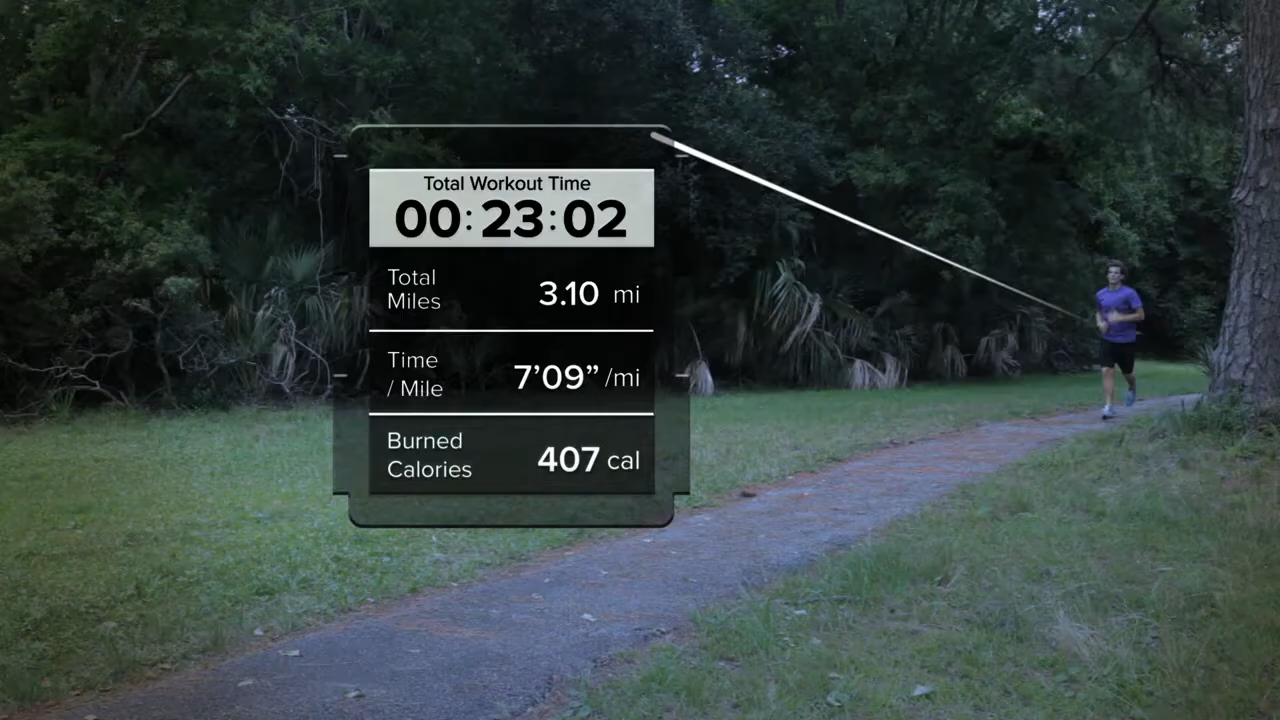 Total Workout Time
00:23:02
Total
Miles
3.10 mi
Time
/ Mile
7’09” /mi
Burned
Calories
407 cal